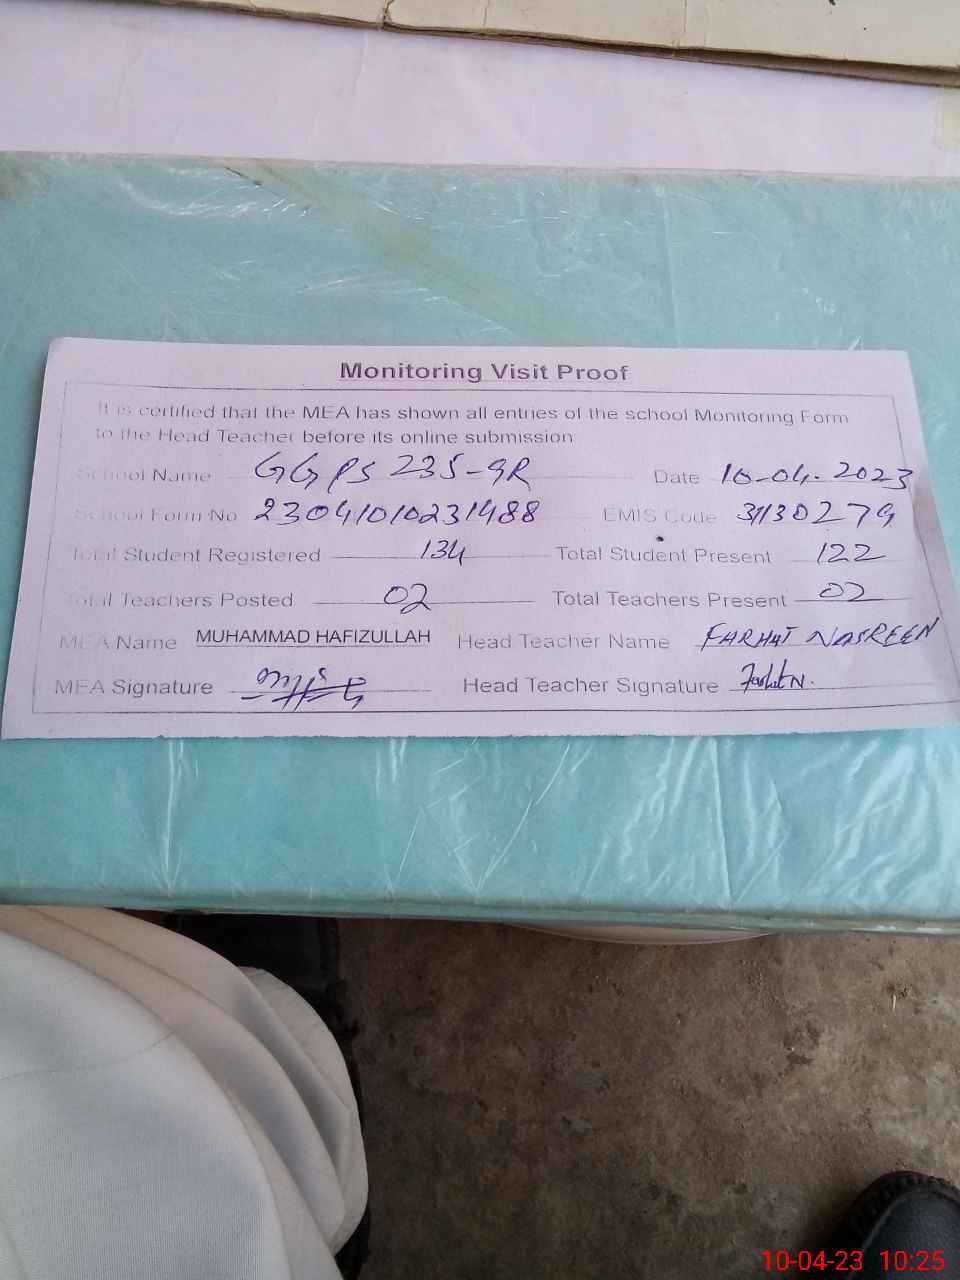 Monitoring Visit Proof
It is certified that the MEA has shown all entries of the school Monitoring Form
to the Head Teacher before its online submission
School Name GGPS 235-9R Date 10-04-2023
School Form No 23041010231488 EMIS Code 31130279
Total Student Registered 134 Total Student Present 122
Total Teachers Posted 02 Total Teachers Present 02
MEA Name MUHAMMAD HAFIZULLAH Head Teacher Name FARHAT NASREEN
MEA Signature Head Teacher Signature Farhat N.
10-04-23 10:25